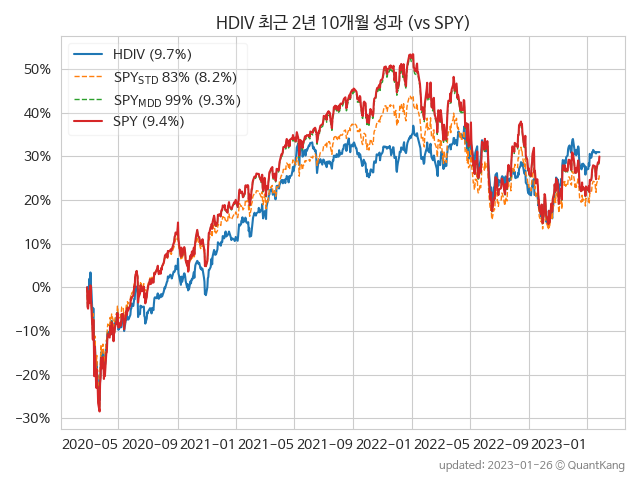 HDIV 최근 2년 10개월 성과 (vs SPY)
HDIV (9.7%)
SPY_STD 83% (8.2%)
SPY_MDD 99% (9.3%)
SPY (9.4%)
50%
40%
30%
20%
10%
0%
−10%
−20%
−30%
2020-05 2020-09 2021-01 2021-05 2021-09 2022-01 2022-05 2022-09 2023-01
updated: 2023-01-26 © QuantKang